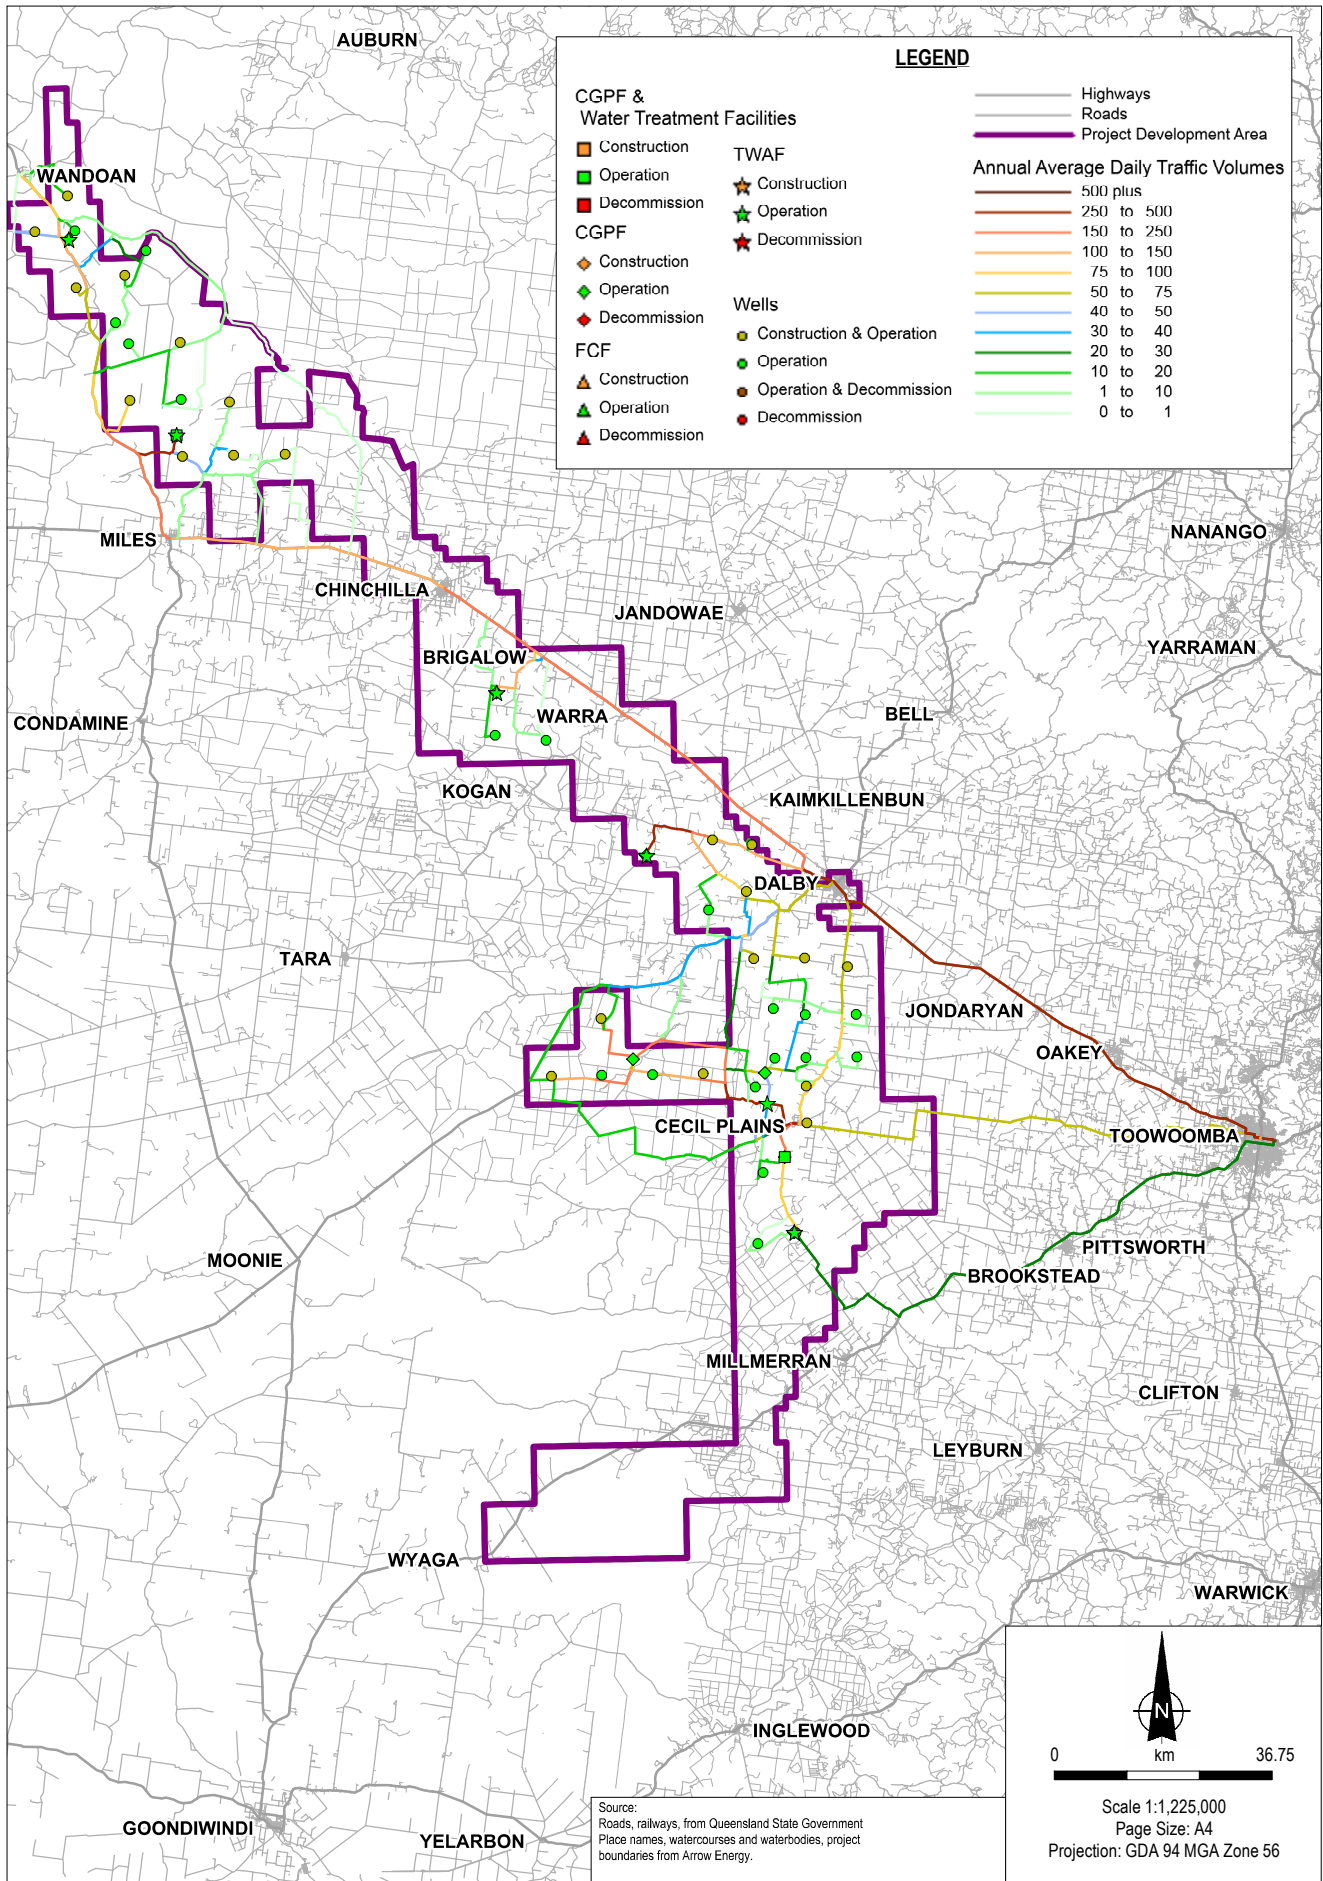 AUBURN
LEGEND
CGPF &
Water Treatment Facilities
Construction
Operation
Decommission
CGPF
Construction
Operation
Decommission
FCF
Construction
Operation
Decommission
TWAF
Construction
Operation
Decommission
Wells
Construction & Operation
Operation
Operation & Decommission
Decommission
Highways
Roads
Project Development Area
Annual Average Daily Traffic Volumes
500 plus
250 to 500
150 to 250
100 to 150
75 to 100
50 to 75
40 to 50
30 to 40
20 to 30
10 to 20
1 to 10
0 to 1
WANDOAN
NANANGO
MILES
CHINCHILLA
JANDOWAE
YARRAMAN
BRIGALOW
BELL
WARRA
CONDAMINE
KOGAN
KAIMKILLENBUN
DALBY
TARA
JONDARYAN
OAKEY
CECIL PLAINS
TOOWOOMBA
PITTSWORTH
MOONIE
BROOKSTEAD
MILLMERRAN
CLIFTON
LEYBURN
WYAGA
WARWICK
INGLEWOOD
GOONDIWINDI
YELARBON
N
0 km 36.75
Scale 1:1,225,000
Page Size: A4
Projection: GDA 94 MGA Zone 56
Source:
Roads, railways, from Queensland State Government
Place names, watercourses and waterbodies, project
boundaries from Arrow Energy.